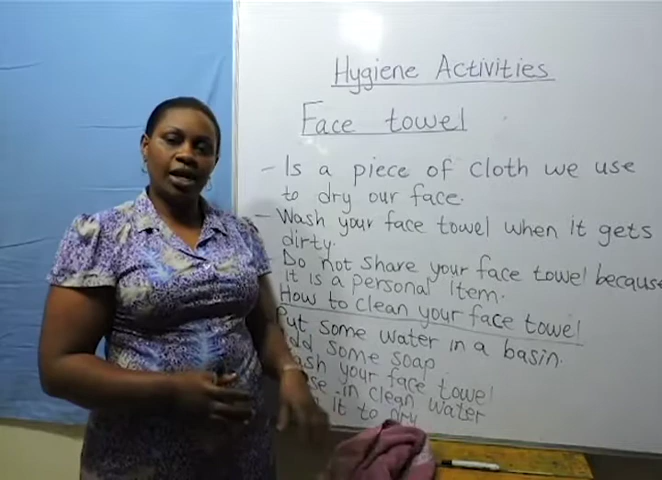 Hygiene Activities
Face towel
- Is a piece of cloth we use
to dry our face.
- Wash your face towel when it gets
dirty.
Do not share your face towel because
it is a personal Item.
How to clean your face towel
Put some water in a basin.
some soap
your face towel
in clean water
it to dry